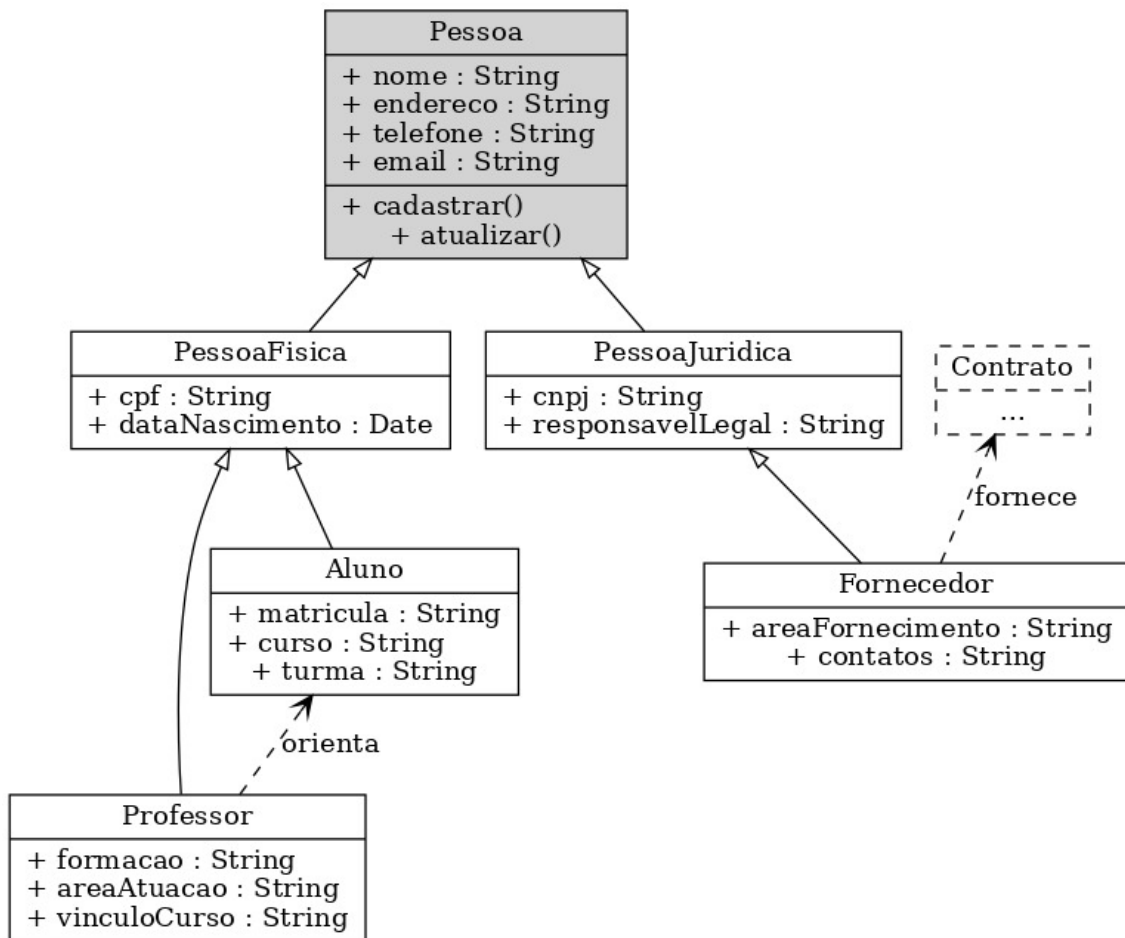 Pessoa
+ nome : String
+ endereco : String
+ telefone : String
+ email : String
+ cadastrar()
+ atualizar()
PessoaFisica
+ cpf : String
+ dataNascimento : Date
PessoaJuridica
+ cnpj : String
+ responsavelLegal : String
Contrato
...
fornece
Aluno
+ matricula : String
+ curso : String
+ turma : String
Fornecedor
+ areaFornecimento : String
+ contatos : String
orienta
Professor
+ formacao : String
+ areaAtuacao : String
+ vinculoCurso : String